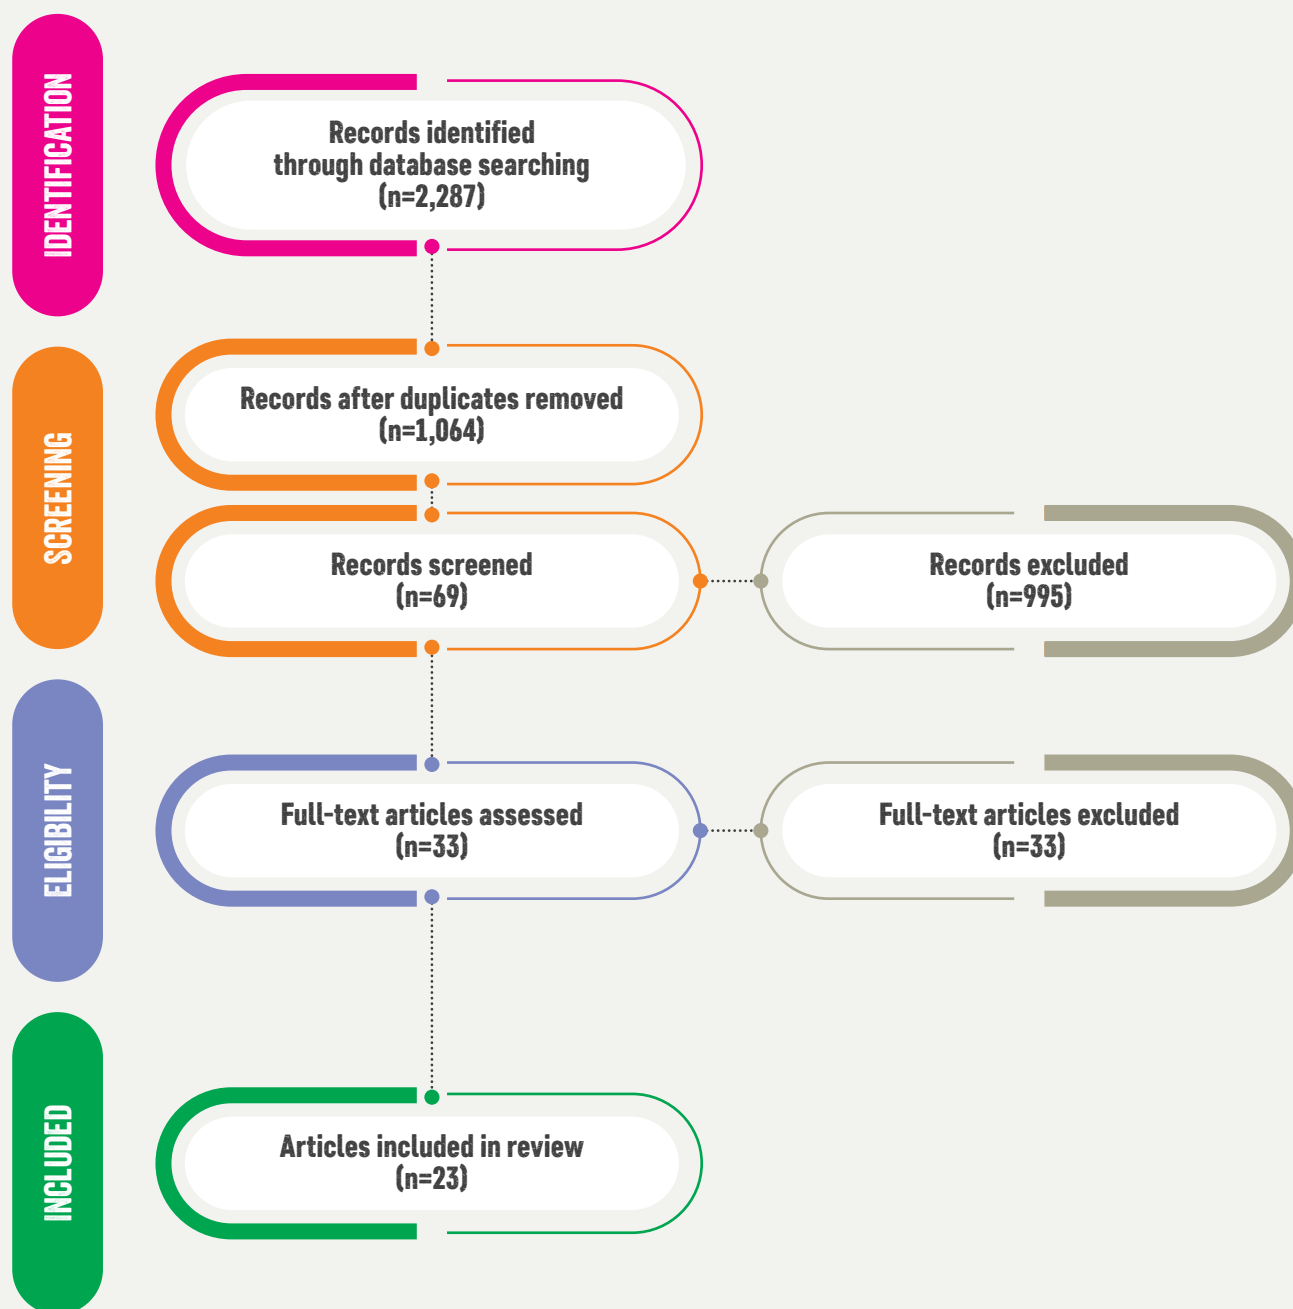 IDENTIFICATION
Records identified
through database searching
(n=2,287)
SCREENING
Records after duplicates removed
(n=1,064)
Records screened
(n=69)
Records excluded
(n=995)
ELIGIBILITY
Full-text articles assessed
(n=33)
Full-text articles excluded
(n=33)
INCLUDED
Articles included in review
(n=23)